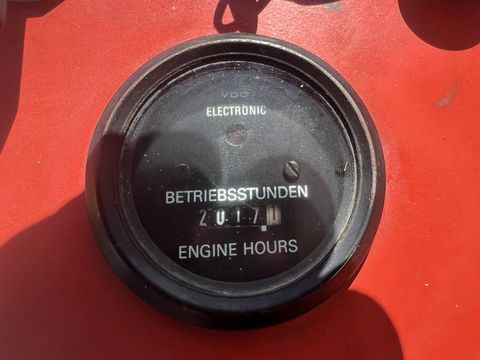 VDO
ELECTRONIC
BETRIEBSSTUNDEN
2017
ENGINE HOURS